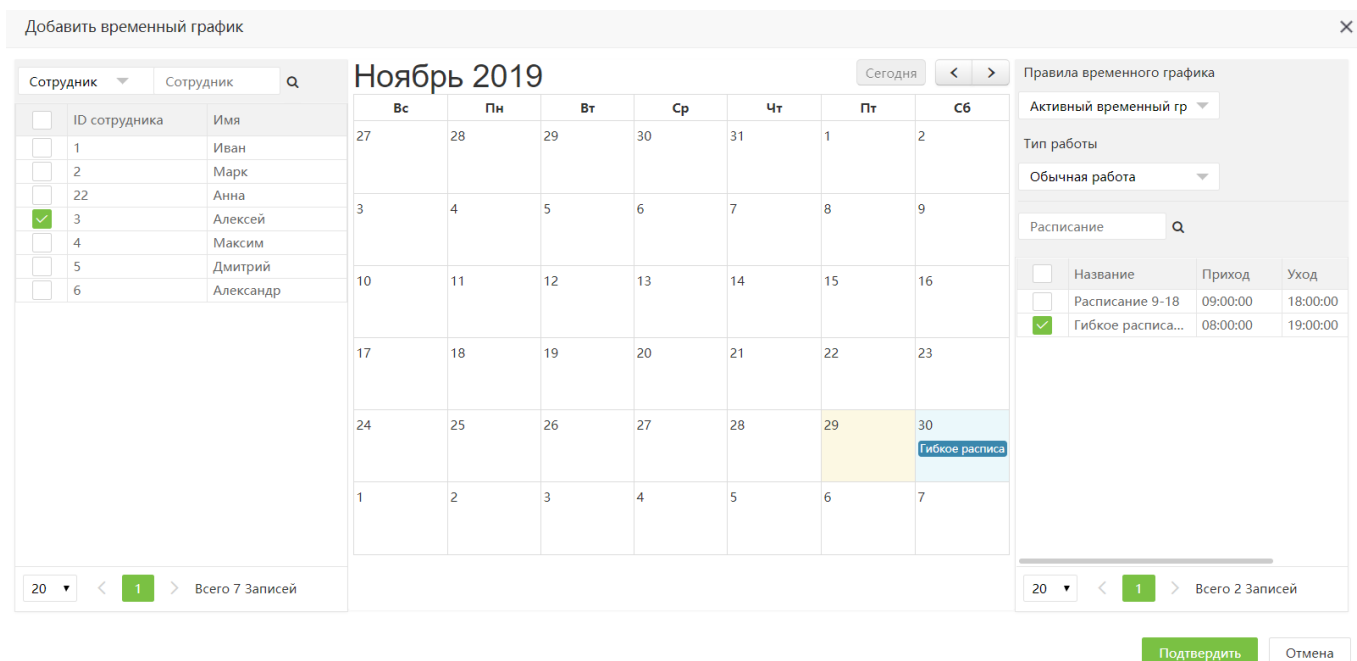 Добавить временный график
Сотрудник Сотрудник
ID сотрудника Имя
1 Иван
2 Марк
22 Анна
3 Алексей
4 Максим
5 Дмитрий
6 Александр
20 1 Всего 7 Записей
Ноябрь 2019
Сегодня < >
Вс Пн Вт Ср Чт Пт Сб
27 28 29 30 31 1 2
3 4 5 6 7 8 9
10 11 12 13 14 15 16
17 18 19 20 21 22 23
24 25 26 27 28 29 30
Гибкое расписа
1 2 3 4 5 6 7
Правила временного графика
Активный временный гр
Тип работы
Обычная работа
Расписание
Название Приход Уход
Расписание 9-18 09:00:00 18:00:00
Гибкое расписа... 08:00:00 19:00:00
20 1 Всего 2 Записей
Подтвердить Отмена